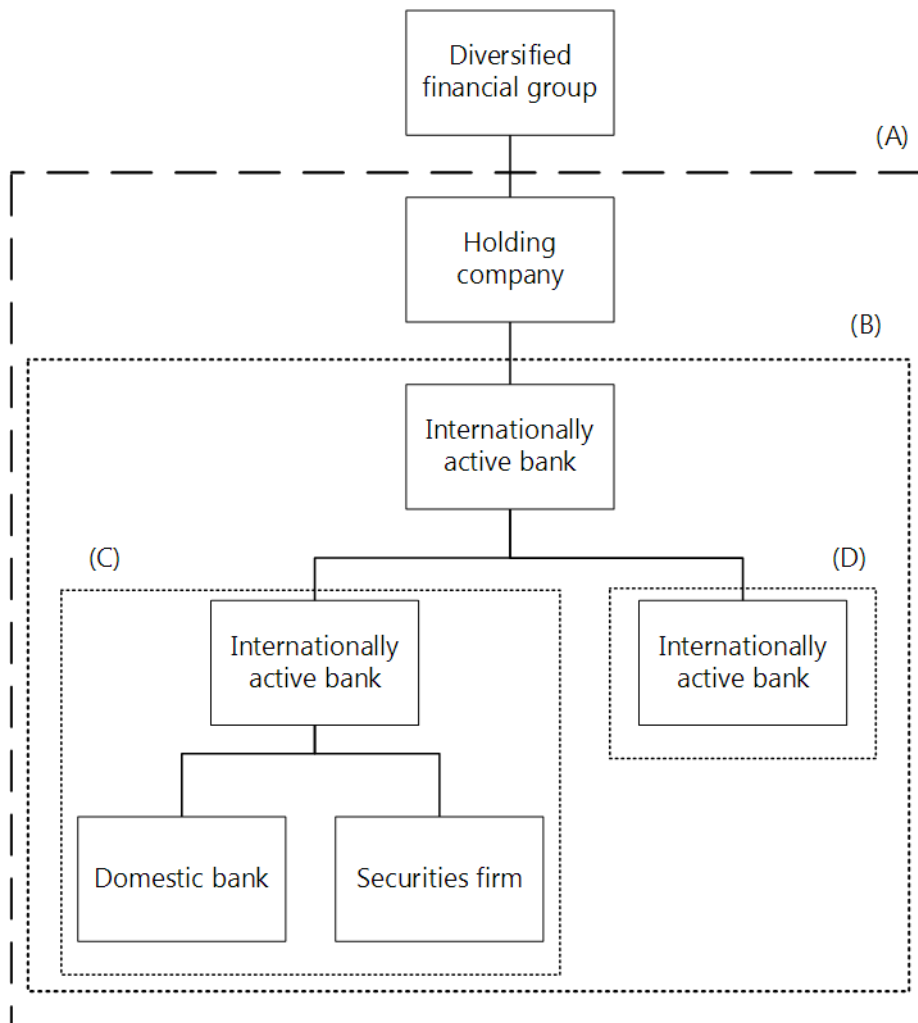 Diversified
financial group
(A)
Holding
company
(B)
Internationally
active bank
(C)
(D)
Internationally
active bank
Internationally
active bank
Domestic bank
Securities firm